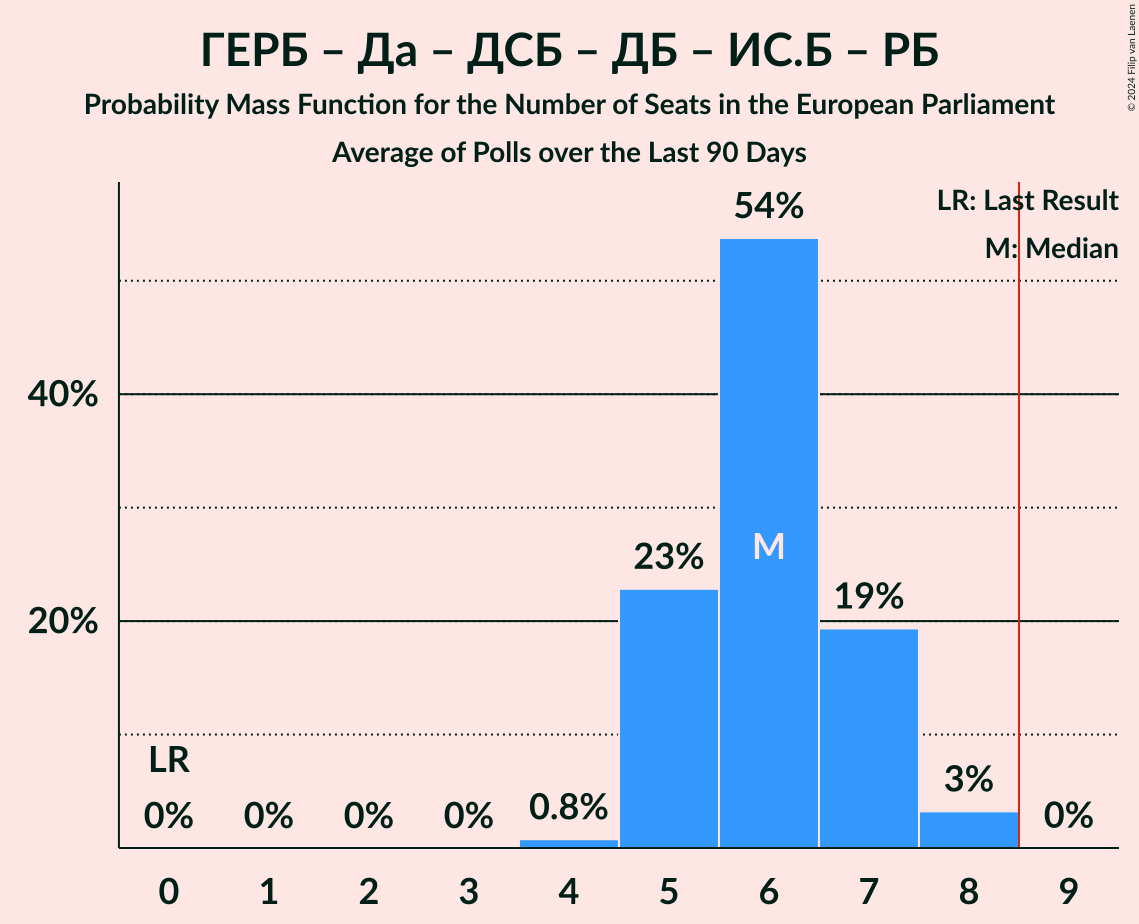 ГЕРБ – Да – ДСБ – ДБ – ИС.Б – РБ
Probability Mass Function for the Number of Seats in the European Parliament
Average of Polls over the Last 90 Days
© 2024 Filip van Laenen
LR: Last Result
M: Median
54%
40%
23%
M
19%
20%
LR
0%
0%
0%
0%
0.8%
3%
0%
0
1
2
3
4
5
6
7
8
9